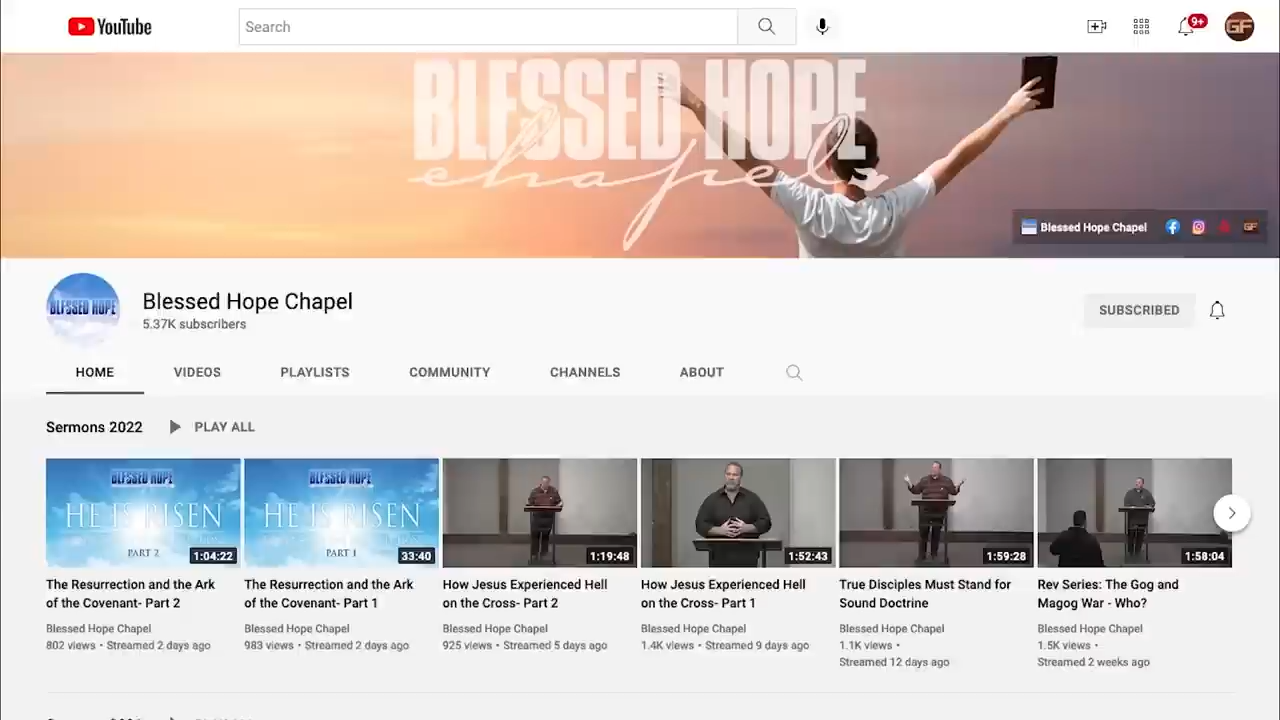 YouTube
Search
9+
GF
BLESSED HOPE
chapel
Blessed Hope Chapel
GF
BLESSED HOPE
Blessed Hope Chapel
5.37K subscribers
SUBSCRIBED
HOME VIDEOS PLAYLISTS COMMUNITY CHANNELS ABOUT
Sermons 2022 PLAY ALL
BLESSED HOPE
HE IS RISEN
PART 2
1:04:22
BLESSED HOPE
HE IS RISEN
PART 1
33:40
1:19:48
1:52:43
1:59:28
1:58:04
The Resurrection and the Ark
of the Covenant- Part 2
Blessed Hope Chapel
802 views • Streamed 2 days ago
The Resurrection and the Ark
of the Covenant- Part 1
Blessed Hope Chapel
983 views • Streamed 2 days ago
How Jesus Experienced Hell
on the Cross- Part 2
Blessed Hope Chapel
925 views • Streamed 5 days ago
How Jesus Experienced Hell
on the Cross- Part 1
Blessed Hope Chapel
1.4K views • Streamed 9 days ago
True Disciples Must Stand for
Sound Doctrine
Blessed Hope Chapel
1.1K views •
Streamed 12 days ago
Rev Series: The Gog and
Magog War - Who?
Blessed Hope Chapel
1.5K views •
Streamed 2 weeks ago